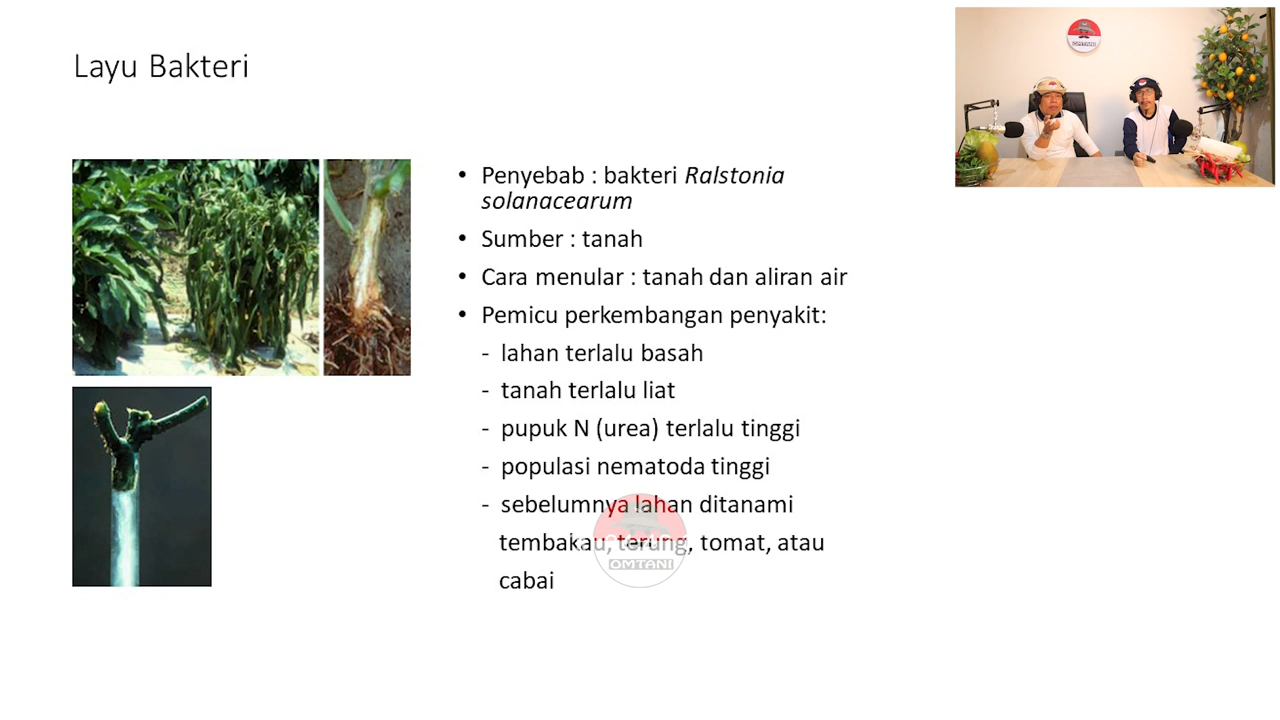 Layu Bakteri
• Penyebab : bakteri Ralstonia
solanacearum
• Sumber : tanah
• Cara menular : tanah dan aliran air
• Pemicu perkembangan penyakit:
- lahan terlalu basah
- tanah terlalu liat
- pupuk N (urea) terlalu tinggi
- populasi nematoda tinggi
- sebelumnya lahan ditanami
tembakau, terung, tomat, atau
cabai
OMTANI
OMTANI